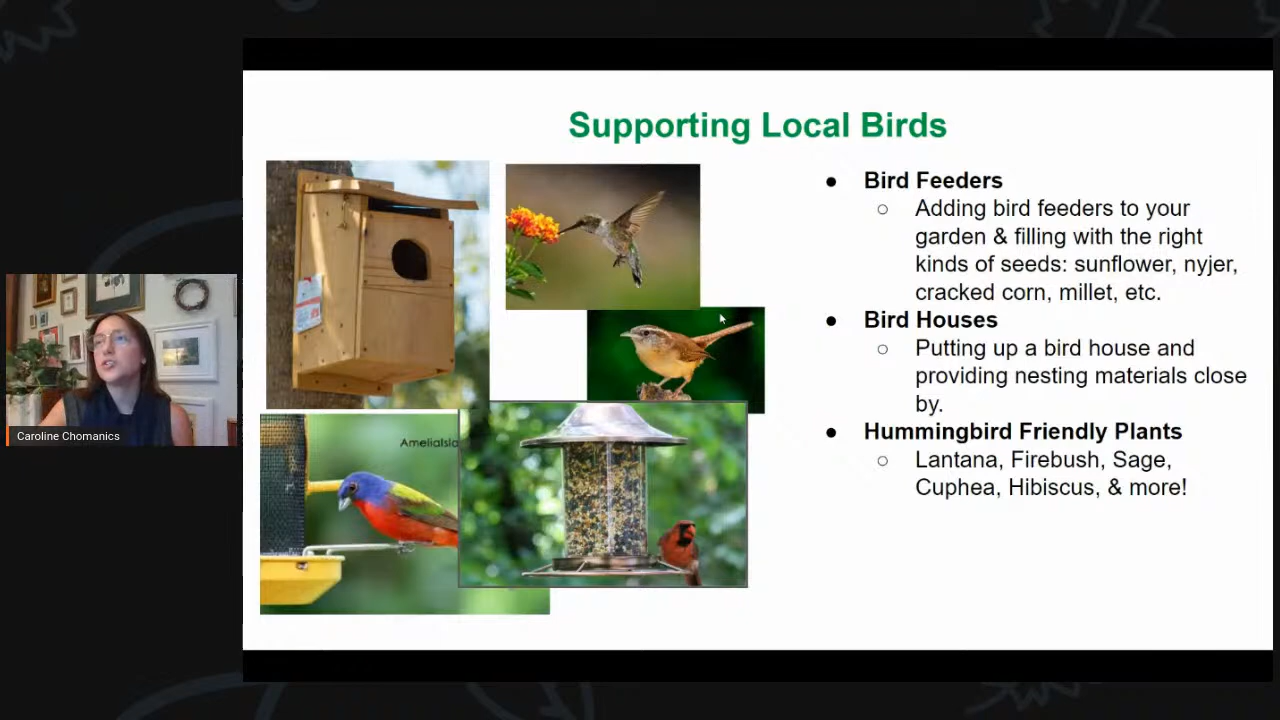 Supporting Local Birds
● Bird Feeders
○ Adding bird feeders to your
garden & filling with the right
kinds of seeds: sunflower, nyjer,
cracked corn, millet, etc.
● Bird Houses
○ Putting up a bird house and
providing nesting materials close
by.
● Hummingbird Friendly Plants
○ Lantana, Firebush, Sage,
Cuphea, Hibiscus, & more!
AmeliaIsla
Caroline Chomanics